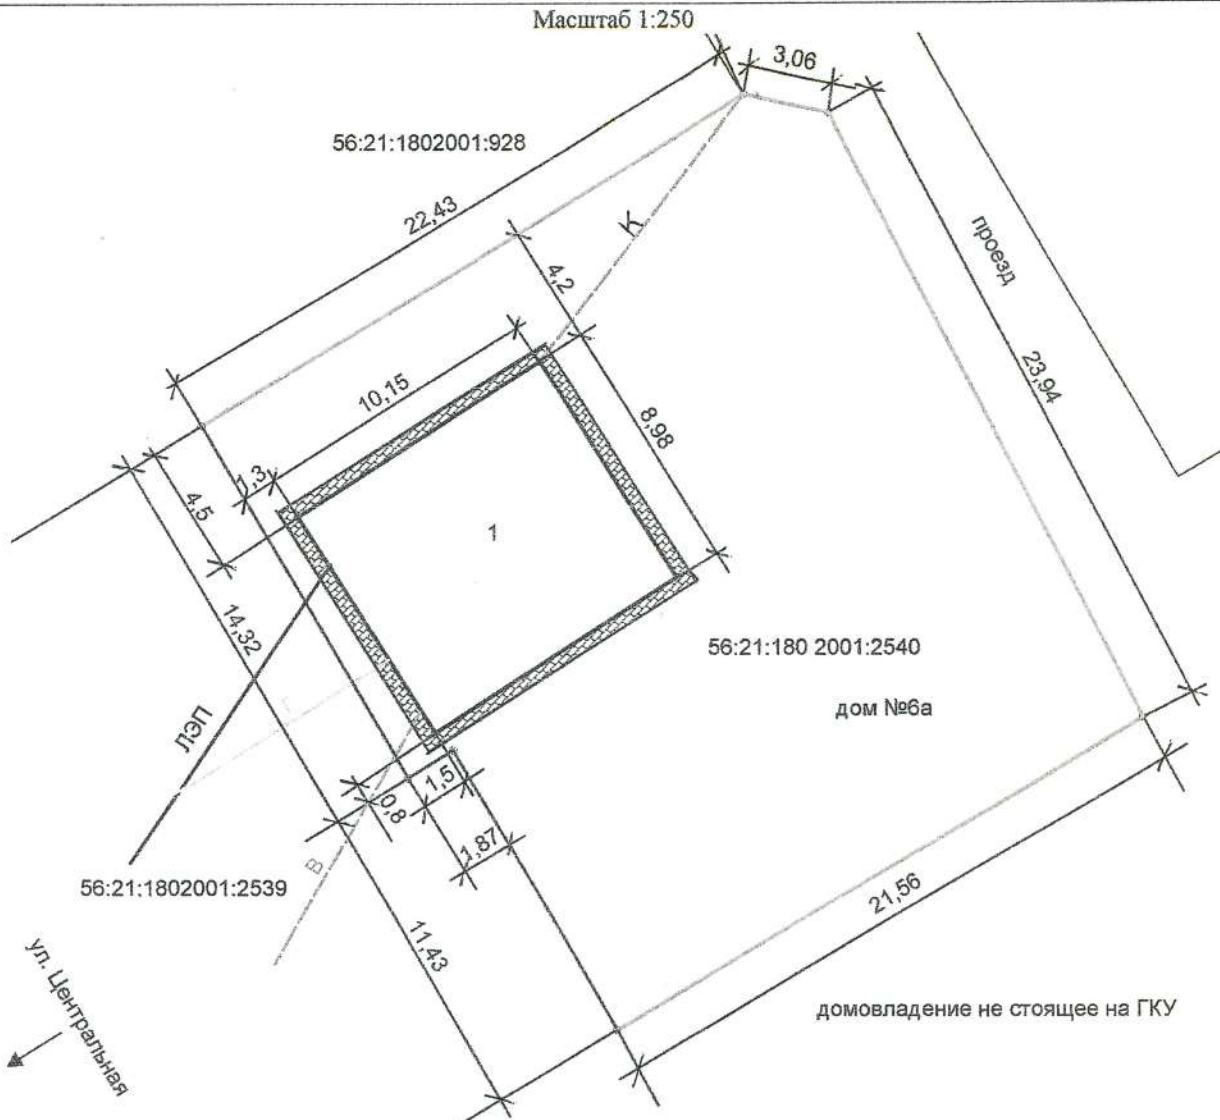 Масштаб 1:250
3,06
56:21:1802001:928
22,43
К
проезд
4,2
10,15
23,94
8,98
1,3
4,5
1
14,32
56:21:180 2001:2540
Г
дом №6а
ЛЭП
1,5
0,8
1,87
В
56:21:1802001:2539
21,56
11,43
ул. Центральная
домовладение не стоящее на ГКУ